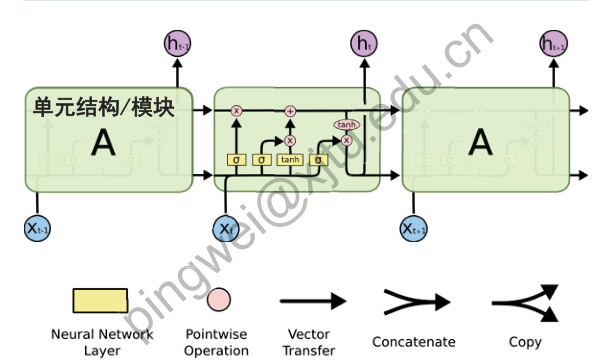 h t-1
h t
h t+1
单元结构/模块
A
tanh
A
σ σ tanh σ
X t-1
X t
X t+1
Neural Network Layer
Pointwise Operation
Vector Transfer
Concatenate
Copy
pingwei@xjtu.edu.cn